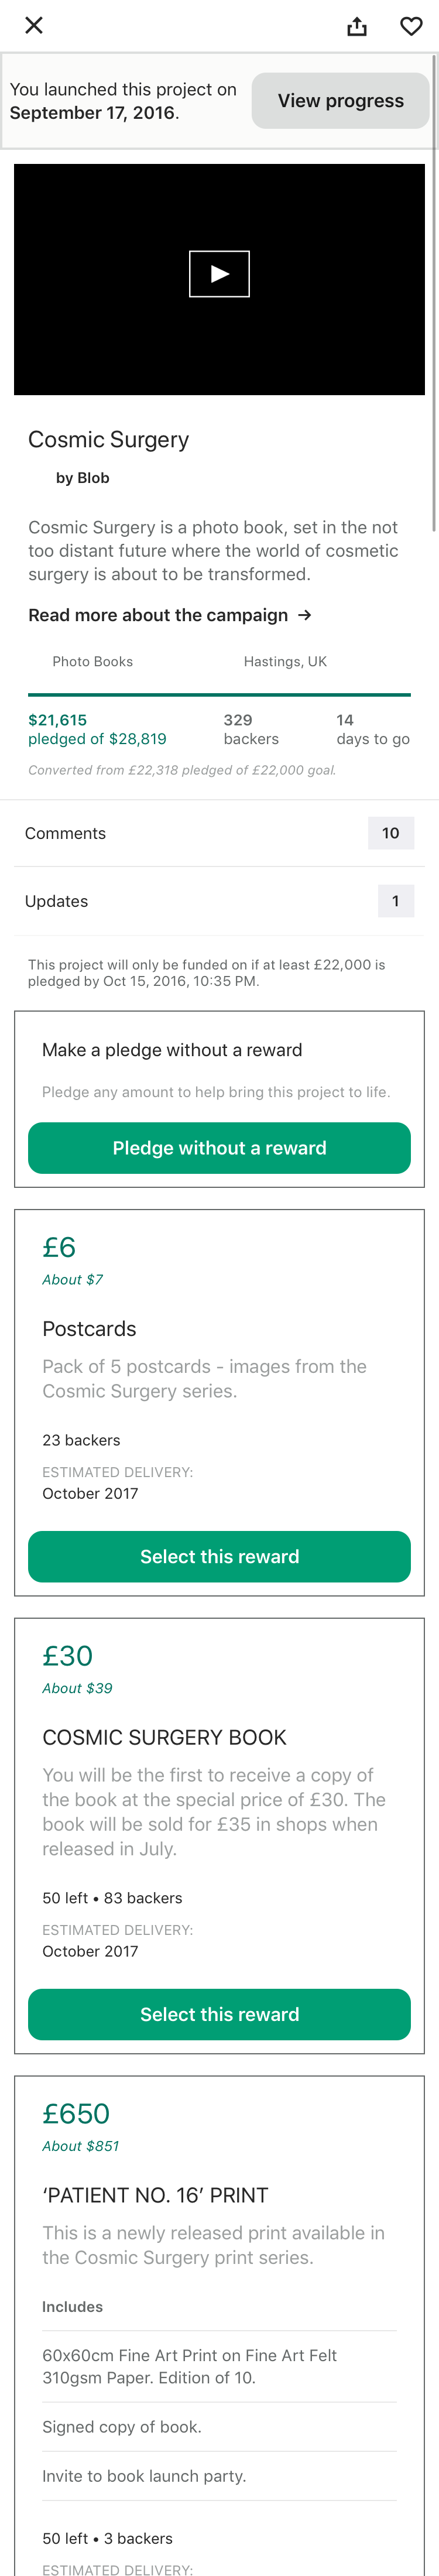 You launched this project on
September 17, 2016.
View progress
Cosmic Surgery
by Blob
Cosmic Surgery is a photo book, set in the not
too distant future where the world of cosmetic
surgery is about to be transformed.
Read more about the campaign →
Photo Books
Hastings, UK
$21,615
pledged of $28,819
329
backers
14
days to go
Converted from £22,318 pledged of £22,000 goal.
Comments
10
Updates
1
This project will only be funded on if at least £22,000 is
pledged by Oct 15, 2016, 10:35 PM.
Make a pledge without a reward
Pledge any amount to help bring this project to life.
Pledge without a reward
£6
About $7
Postcards
Pack of 5 postcards - images from the
Cosmic Surgery series.
23 backers
ESTIMATED DELIVERY:
October 2017
Select this reward
£30
About $39
COSMIC SURGERY BOOK
You will be the first to receive a copy of
the book at the special price of £30. The
book will be sold for £35 in shops when
released in July.
50 left • 83 backers
ESTIMATED DELIVERY:
October 2017
Select this reward
£650
About $851
‘PATIENT NO. 16’ PRINT
This is a newly released print available in
the Cosmic Surgery print series.
Includes
60x60cm Fine Art Print on Fine Art Felt
310gsm Paper. Edition of 10.
Signed copy of book.
Invite to book launch party.
50 left • 3 backers
ESTIMATED DELIVERY: